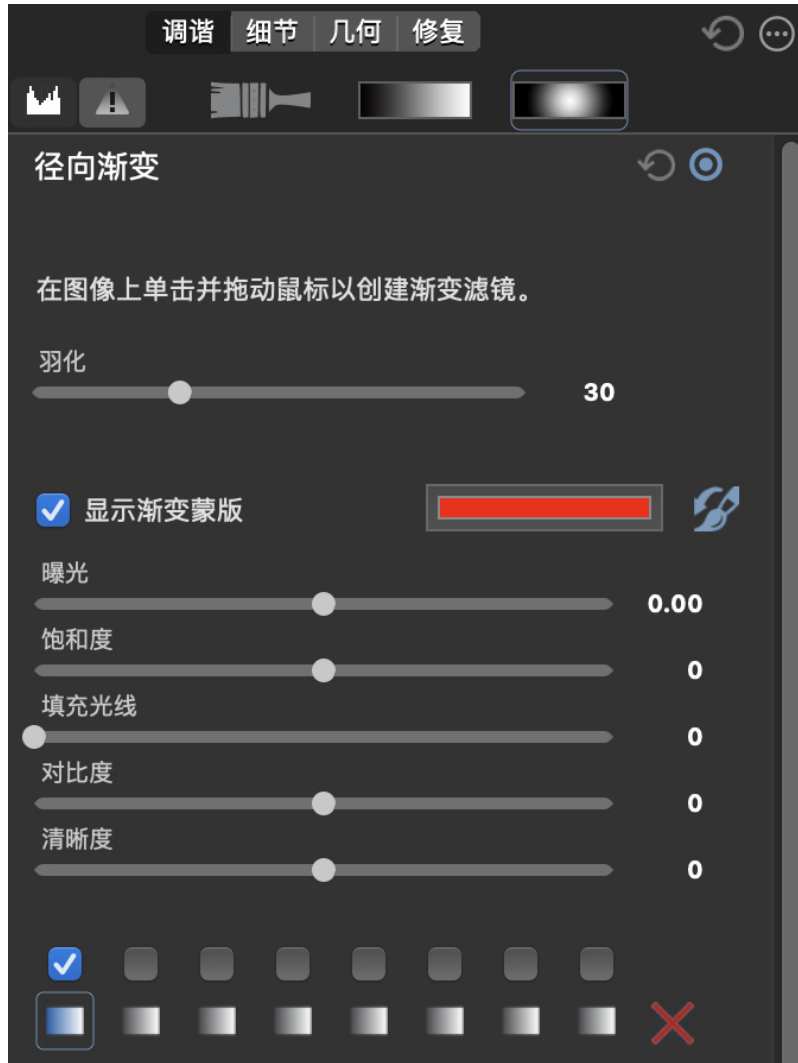 调谐 细节 几何 修复
径向渐变
在图像上单击并拖动鼠标以创建渐变滤镜。
羽化
30
显示渐变蒙版
曝光
0.00
饱和度
0
填充光线
0
对比度
0
清晰度
0